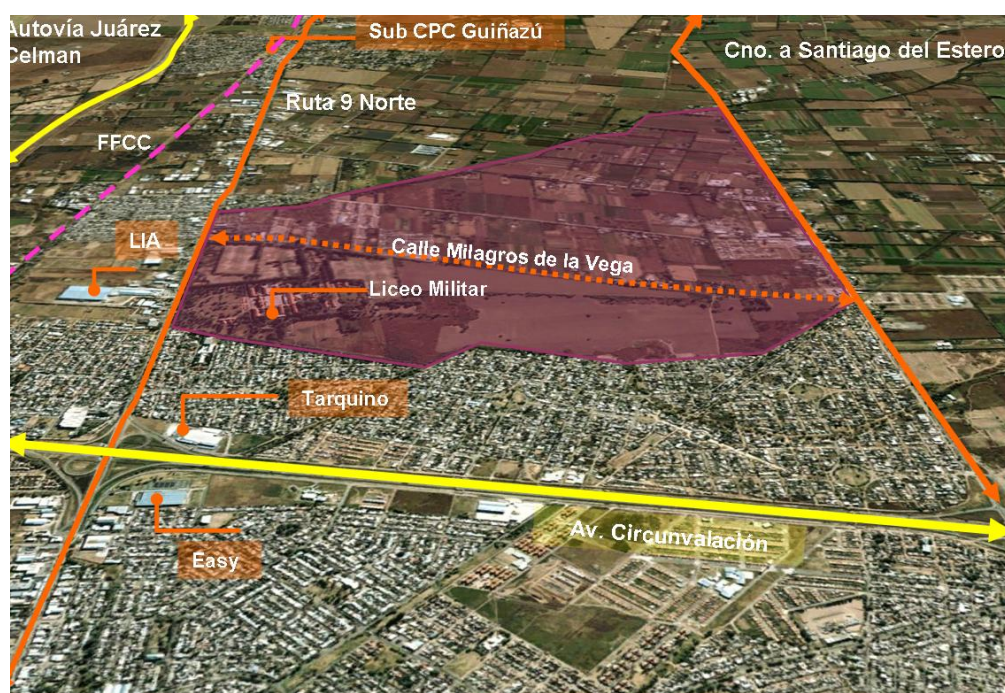 Autovía Juárez
Celman
Sub CPC Guiñazú
Cno. a Santiago del Estero
Ruta 9 Norte
FFCC
LIA
Calle Milagros de la Vega
Liceo Militar
Tarquino
Av. Circunvalación
Easy